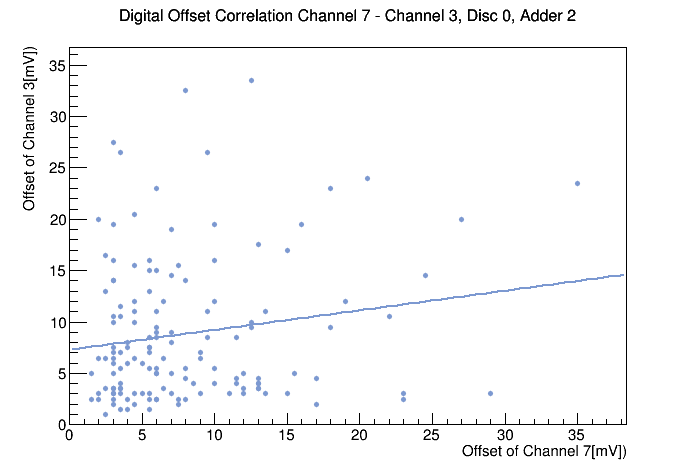 Digital Offset Correlation Channel 7 - Channel 3, Disc 0, Adder 2
Offset of Channel 3[mV])
35
30
25
20
15
10
5
0
0 5 10 15 20 25 30 35
Offset of Channel 7[mV])